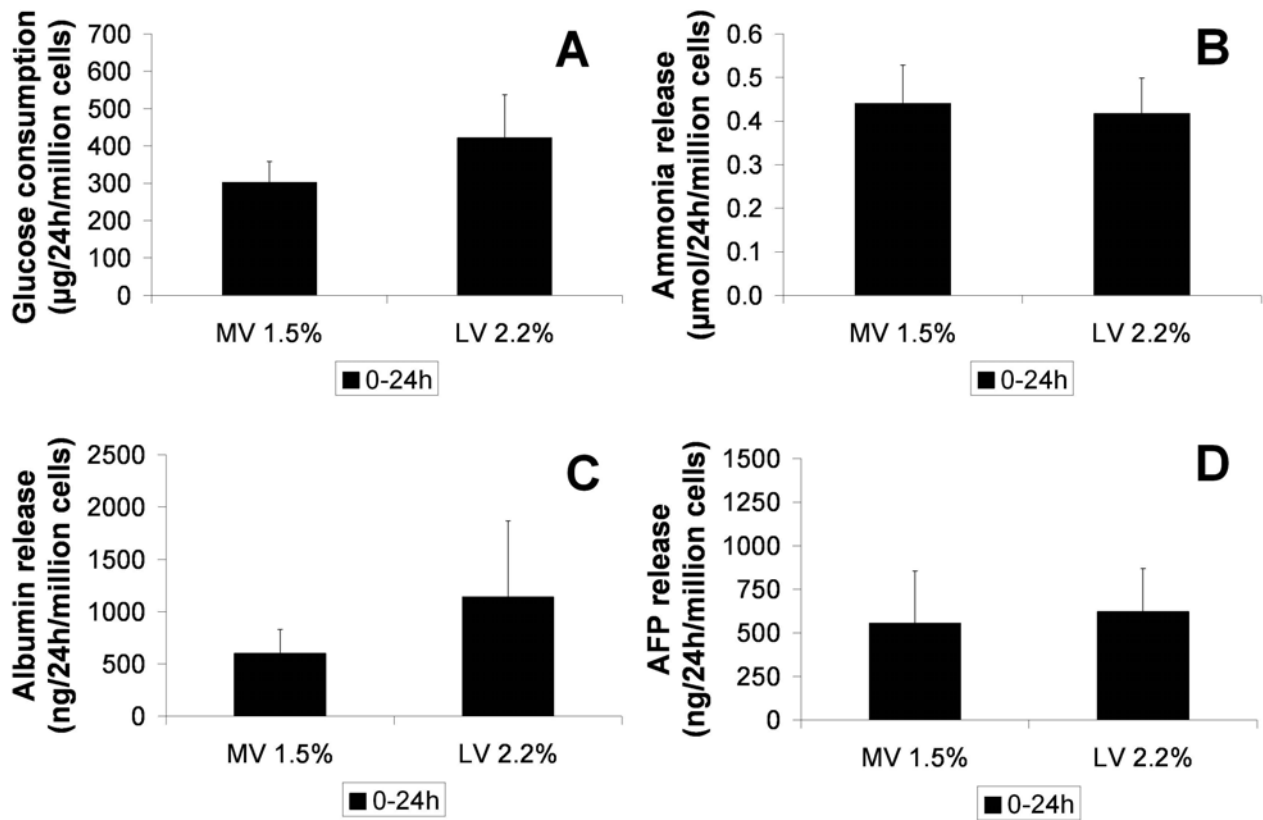 A
Glucose consumption
(µg/24h/million cells)
700
600
500
400
300
200
100
0
MV 1.5%
LV 2.2%
0-24h
B
Ammonia release
(µmol/24h/million cells)
0.6
0.5
0.4
0.3
0.2
0.1
0.0
MV 1.5%
LV 2.2%
0-24h
C
Albumin release
(ng/24h/million cells)
2500
2000
1500
1000
500
0
MV 1.5%
LV 2.2%
0-24h
D
AFP release
(ng/24h/million cells)
1500
1250
1000
750
500
250
0
MV 1.5%
LV 2.2%
0-24h